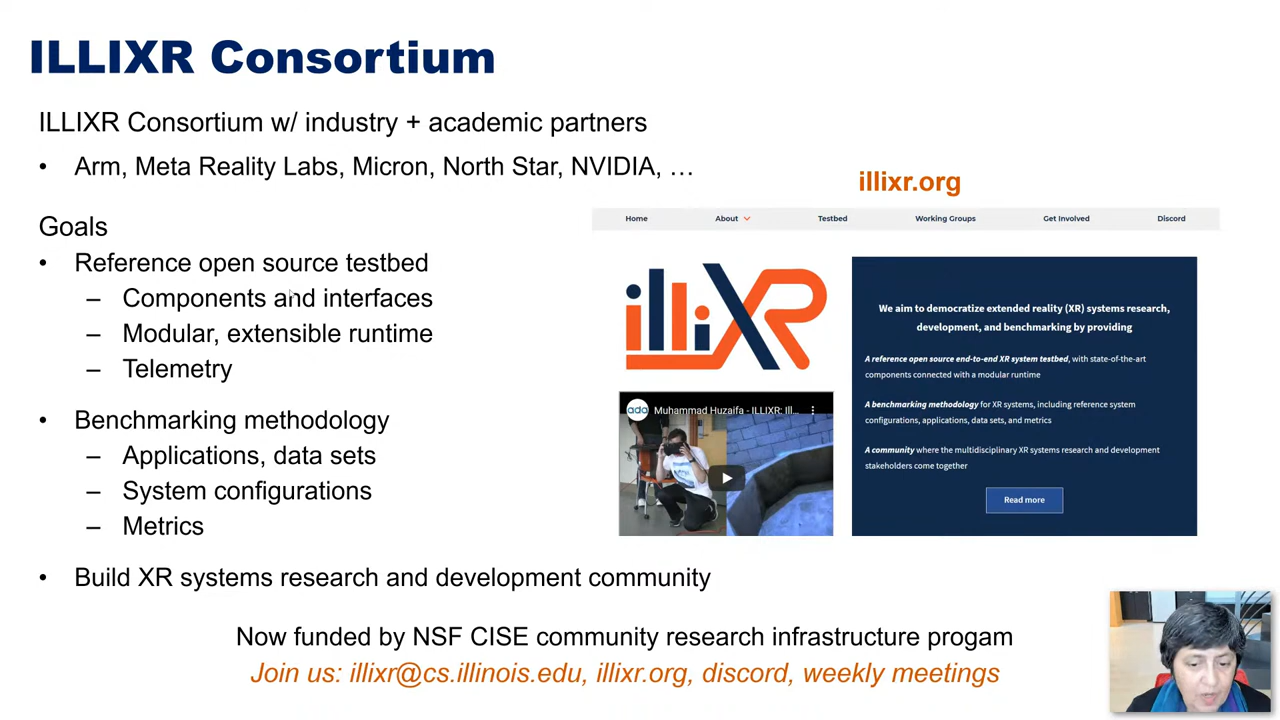 ILLIXR Consortium
ILLIXR Consortium w/ industry + academic partners
• Arm, Meta Reality Labs, Micron, North Star, NVIDIA, …
Goals
• Reference open source testbed
– Components and interfaces
– Modular, extensible runtime
– Telemetry
• Benchmarking methodology
– Applications, data sets
– System configurations
– Metrics
• Build XR systems research and development community
illixr.org
Home About Testbed Working Groups Get Involved Discord
illiXR
ada Muhammad Huzaifa - ILLIXR: Ill...
We aim to democratize extended reality (XR) systems research,
development, and benchmarking by providing
A reference open source end-to-end XR system testbed, with state-of-the-art
components connected with a modular runtime
A benchmarking methodology for XR systems, including reference system
configurations, applications, data sets, and metrics
A community where the multidisciplinary XR systems research and development
stakeholders come together
Read more
Now funded by NSF CISE community research infrastructure progam
Join us: illixr@cs.illinois.edu, illixr.org, discord, weekly meetings